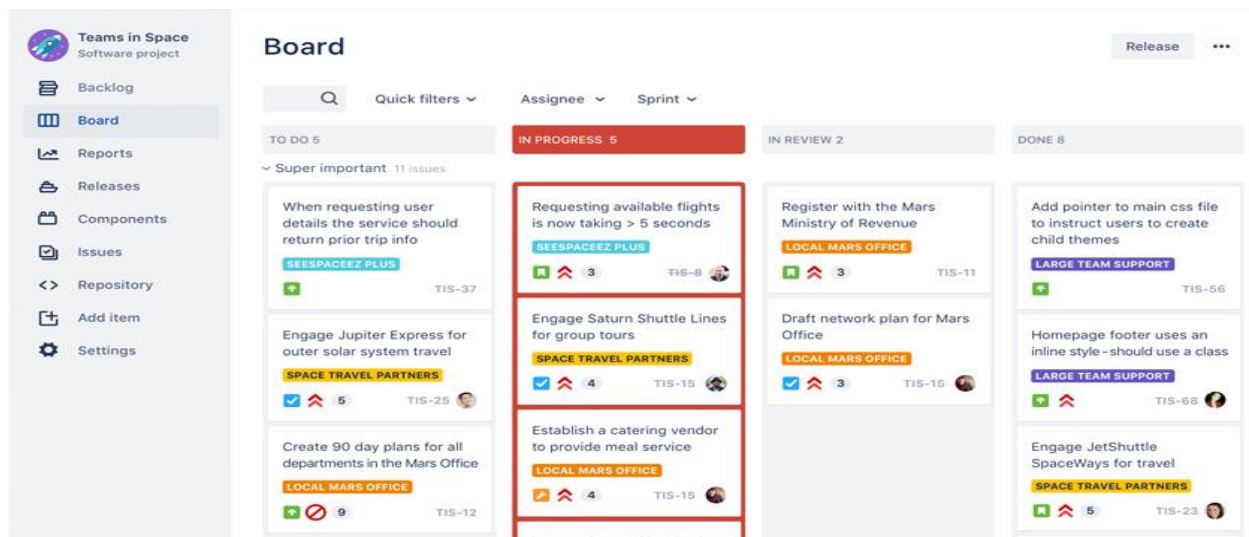 Teams in Space
Software project
Backlog
Board
Reports
Releases
Components
Issues
Repository
Add item
Settings
Board
Release
Quick filters
Assignee
Sprint
TO DO 5
IN PROGRESS 5
IN REVIEW 2
DONE 8
Super important 11 issues
When requesting user
details the service should
return prior trip info
SEESPACEEZ PLUS
TIS-37
Engage Jupiter Express for
outer solar system travel
SPACE TRAVEL PARTNERS
5 TIS-25
Create 90 day plans for all
departments in the Mars Office
LOCAL MARS OFFICE
9 TIS-12
Requesting available flights
is now taking > 5 seconds
SEESPACEEZ PLUS
3 TIS-8
Engage Saturn Shuttle Lines
for group tours
SPACE TRAVEL PARTNERS
4 TIS-15
Establish a catering vendor
to provide meal service
LOCAL MARS OFFICE
4 TIS-15
Register with the Mars
Ministry of Revenue
LOCAL MARS OFFICE
3 TIS-11
Draft network plan for Mars
Office
LOCAL MARS OFFICE
3 TIS-15
Add pointer to main css file
to instruct users to create
child themes
LARGE TEAM SUPPORT
TIS-56
Homepage footer uses an
inline style-should use a class
LARGE TEAM SUPPORT
TIS-68
Engage JetShuttle
SpaceWays for travel
SPACE TRAVEL PARTNERS
5 TIS-23